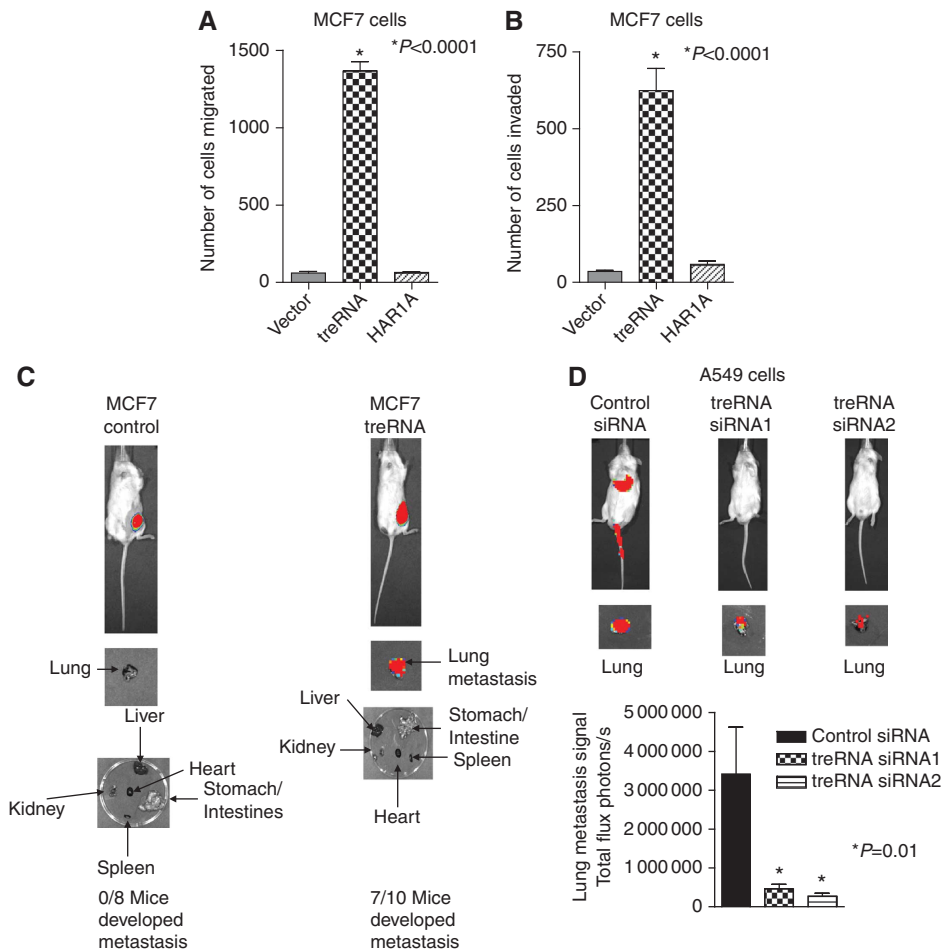 A
MCF7 cells
*P<0.0001
Number of cells migrated
1500
1000
500
0
*
Vector
treRNA
HAR1A
B
MCF7 cells
*P<0.0001
Number of cells invaded
750
500
250
0
*
Vector
treRNA
HAR1A
C
MCF7
control
Lung
Liver
Heart
Kidney
Stomach/
Intestines
Spleen
0/8 Mice
developed
metastasis
MCF7
treRNA
Lung
metastasis
Liver
Stomach/
Intestine
Kidney
Spleen
Heart
7/10 Mice
developed
metastasis
D
A549 cells
Control
siRNA
treRNA
siRNA1
treRNA
siRNA2
Lung
Lung
Lung
Lung metastasis signal
Total flux photons/s
5 000 000
4 000 000
3 000 000
2 000 000
1 000 000
0
Control siRNA
treRNA siRNA1
treRNA siRNA2
*P=0.01
*
*